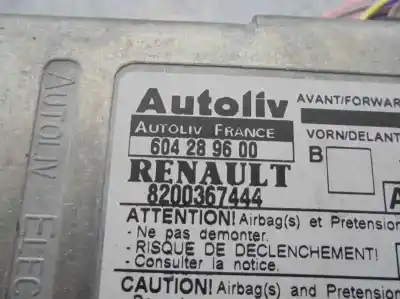 AUTOLIV ELEC
Autoliv
AUTOLIV FRANCE
604 28 96 00
RENAULT
8200367444
AVANT/FORWAR
VORN/DELANT
B
A
ATTENTION! Airbag(s) et Pretension
- Ne pas demonter.
- RISQUE DE DECLENCHEMENT!
- Consulter la notice.
CAUTION! Airbag(s) and Pretension